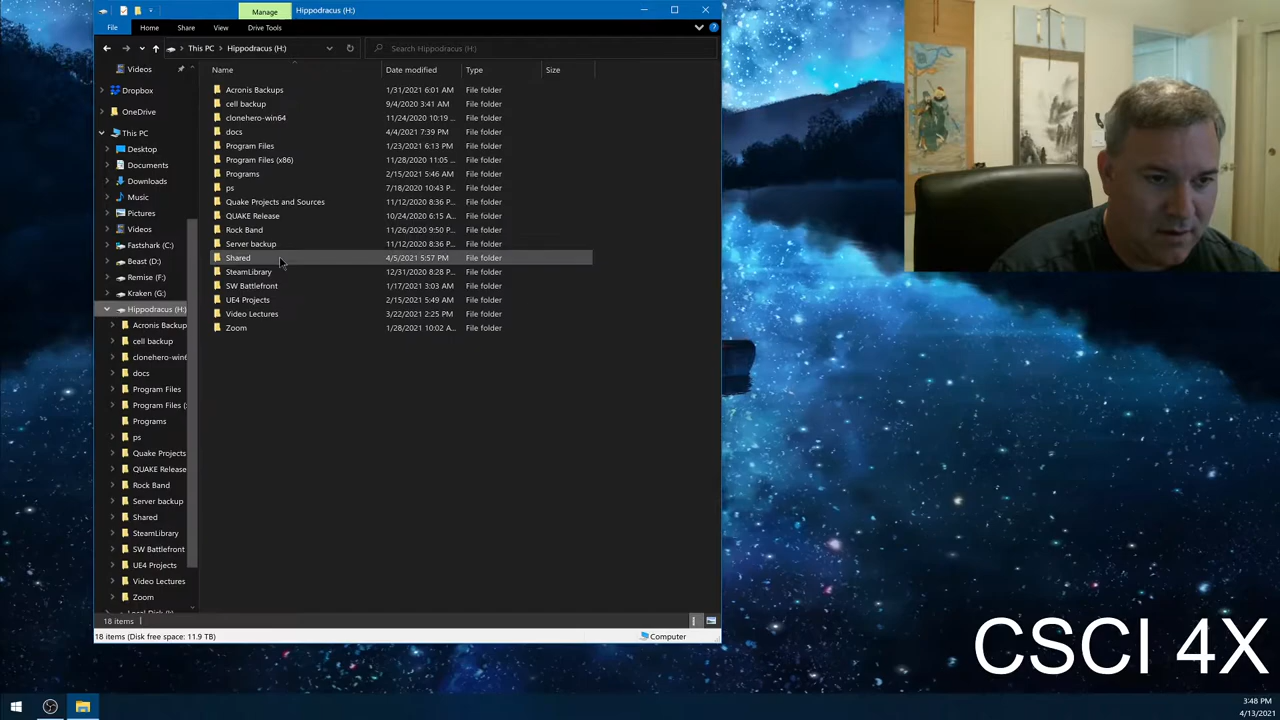 Manage
Hippodracus (H:)
File
Home
Share
View
Drive Tools
This PC
Hippodracus (H:)
Search Hippodracus (H:)
Name
Date modified
Type
Size
Acronis Backups 1/31/2021 6:01 AM File folder
cell backup 9/4/2020 3:41 AM File folder
clonehero-win64 11/24/2020 10:19 ... File folder
docs 4/4/2021 7:39 PM File folder
Program Files 1/23/2021 6:13 PM File folder
Program Files (x86) 11/28/2020 11:05 ... File folder
Programs 2/15/2021 5:46 AM File folder
ps 7/18/2020 10:43 P... File folder
Quake Projects and Sources 11/12/2020 8:36 P... File folder
QUAKE Release 10/24/2020 6:15 A... File folder
Rock Band 11/26/2020 9:50 P... File folder
Server backup 11/12/2020 8:36 P... File folder
Shared 4/5/2021 5:57 PM File folder
SteamLibrary 12/31/2020 8:28 P... File folder
SW Battlefront 1/17/2021 3:03 AM File folder
UE4 Projects 2/15/2021 5:49 AM File folder
Video Lectures 3/22/2021 2:25 PM File folder
Zoom 1/28/2021 10:02 A... File folder
Videos
Dropbox
OneDrive
This PC
Desktop
Documents
Downloads
Music
Pictures
Videos
Fastshark (C:)
Beast (D:)
Remise (F:)
Kraken (G:)
Hippodracus (H:)
Acronis Backup
cell backup
clonehero-win6
docs
Program Files
Program Files (
Programs
ps
Quake Projects
QUAKE Release
Rock Band
Server backup
Shared
SteamLibrary
SW Battlefront
UE4 Projects
Video Lectures
Zoom
18 items
18 items (Disk free space: 11.9 TB)
Computer
CSCI 4X
3:48 PM
4/13/2021